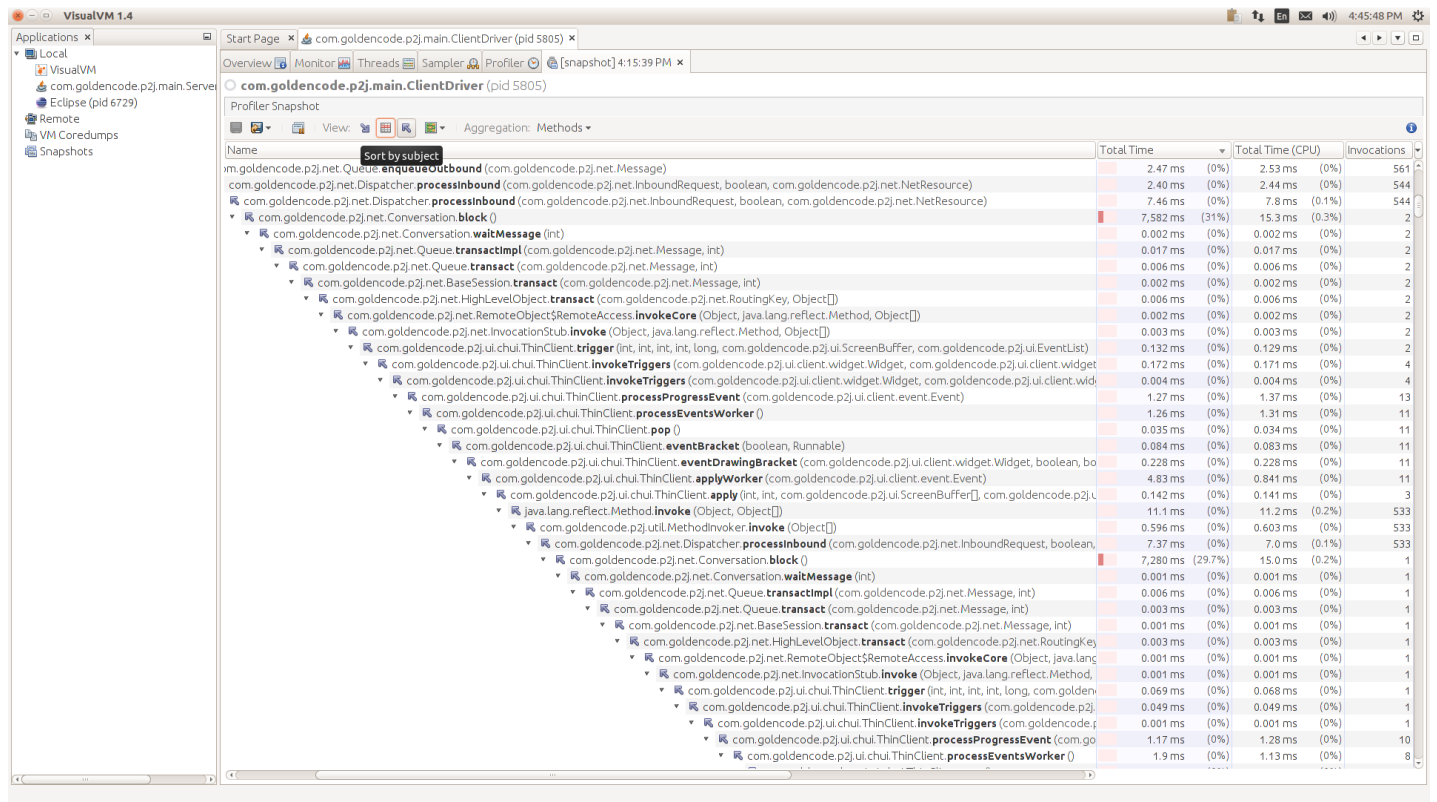 VisualVM 1.4
En
4:45:48 PM
Applications
Local
VisualVM
com.goldencode.p2j.main.Server
Eclipse (pid 6729)
Remote
VM Coredumps
Snapshots
Start Page
com.goldencode.p2j.main.ClientDriver (pid 5805)
Overview Monitor Threads Sampler Profiler [snapshot] 4:15:39 PM
com.goldencode.p2j.main.ClientDriver (pid 5805)
Profiler Snapshot
View: Aggregation: Methods
Sort by subject
Name Total Time Total Time (CPU) Invocations
om.goldencode.p2j.net.Queue.enqueueOutbound (com.goldencode.p2j.net.Message) 2.47 ms (0%) 2.53 ms (0%) 561
com.goldencode.p2j.net.Dispatcher.processInbound (com.goldencode.p2j.net.InboundRequest, boolean, com.goldencode.p2j.net.NetResource) 2.40 ms (0%) 2.44 ms (0%) 544
com.goldencode.p2j.net.Dispatcher.processInbound (com.goldencode.p2j.net.InboundRequest, boolean, com.goldencode.p2j.net.NetResource) 7.46 ms (0%) 7.8 ms (0.1%) 544
com.goldencode.p2j.net.Conversation.block () 7,582 ms (31%) 15.3 ms (0.3%) 2
com.goldencode.p2j.net.Conversation.waitMessage (int) 0.002 ms (0%) 0.002 ms (0%) 2
com.goldencode.p2j.net.Queue.transactImpl (com.goldencode.p2j.net.Message, int) 0.017 ms (0%) 0.017 ms (0%) 2
com.goldencode.p2j.net.Queue.transact (com.goldencode.p2j.net.Message, int) 0.006 ms (0%) 0.006 ms (0%) 2
com.goldencode.p2j.net.BaseSession.transact (com.goldencode.p2j.net.Message, int) 0.002 ms (0%) 0.002 ms (0%) 2
com.goldencode.p2j.net.HighLevelObject.transact (com.goldencode.p2j.net.RoutingKey, Object[]) 0.006 ms (0%) 0.006 ms (0%) 2
com.goldencode.p2j.net.RemoteObject$RemoteAccess.invokeCore (Object, java.lang.reflect.Method, Object[]) 0.002 ms (0%) 0.002 ms (0%) 2
com.goldencode.p2j.net.InvocationStub.invoke (Object, java.lang.reflect.Method, Object[]) 0.003 ms (0%) 0.003 ms (0%) 2
com.goldencode.p2j.ui.chui.ThinClient.trigger (int, int, int, int, long, com.goldencode.p2j.ui.ScreenBuffer, com.goldencode.p2j.ui.EventList) 0.132 ms (0%) 0.129 ms (0%) 2
com.goldencode.p2j.ui.chui.ThinClient.invokeTriggers (com.goldencode.p2j.ui.client.widget.Widget, com.goldencode.p2j.ui.client.widget 0.172 ms (0%) 0.171 ms (0%) 4
com.goldencode.p2j.ui.chui.ThinClient.invokeTriggers (com.goldencode.p2j.ui.client.widget.Widget, com.goldencode.p2j.ui.client.wid 0.004 ms (0%) 0.004 ms (0%) 4
com.goldencode.p2j.ui.chui.ThinClient.processProgressEvent (com.goldencode.p2j.ui.client.event.Event) 1.27 ms (0%) 1.37 ms (0%) 13
com.goldencode.p2j.ui.chui.ThinClient.processEventsWorker () 1.26 ms (0%) 1.31 ms (0%) 11
com.goldencode.p2j.ui.chui.ThinClient.pop () 0.035 ms (0%) 0.034 ms (0%) 11
com.goldencode.p2j.ui.chui.ThinClient.eventBracket (boolean, Runnable) 0.084 ms (0%) 0.083 ms (0%) 11
com.goldencode.p2j.ui.chui.ThinClient.eventDrawingBracket (com.goldencode.p2j.ui.client.widget.Widget, boolean, bo 0.228 ms (0%) 0.228 ms (0%) 11
com.goldencode.p2j.ui.chui.ThinClient.applyWorker (com.goldencode.p2j.ui.client.event.Event) 4.83 ms (0%) 0.841 ms (0%) 11
com.goldencode.p2j.ui.chui.ThinClient.apply (int, int, com.goldencode.p2j.ui.ScreenBuffer[], com.goldencode.p2j.u 0.142 ms (0%) 0.141 ms (0%) 3
java.lang.reflect.Method.invoke (Object, Object[]) 11.1 ms (0%) 11.2 ms (0.2%) 533
com.goldencode.p2j.util.MethodInvoker.invoke (Object[]) 0.596 ms (0%) 0.603 ms (0%) 533
com.goldencode.p2j.net.Dispatcher.processInbound (com.goldencode.p2j.net.InboundRequest, boolean, 7.37 ms (0%) 7.0 ms (0.1%) 533
com.goldencode.p2j.net.Conversation.block () 7,280 ms (29.7%) 15.0 ms (0.2%) 1
com.goldencode.p2j.net.Conversation.waitMessage (int) 0.001 ms (0%) 0.001 ms (0%) 1
com.goldencode.p2j.net.Queue.transactImpl (com.goldencode.p2j.net.Message, int) 0.006 ms (0%) 0.006 ms (0%) 1
com.goldencode.p2j.net.Queue.transact (com.goldencode.p2j.net.Message, int) 0.003 ms (0%) 0.003 ms (0%) 1
com.goldencode.p2j.net.BaseSession.transact (com.goldencode.p2j.net.Message, int) 0.001 ms (0%) 0.001 ms (0%) 1
com.goldencode.p2j.net.HighLevelObject.transact (com.goldencode.p2j.net.RoutingKey 0.003 ms (0%) 0.003 ms (0%) 1
com.goldencode.p2j.net.RemoteObject$RemoteAccess.invokeCore (Object, java.lang 0.001 ms (0%) 0.001 ms (0%) 1
com.goldencode.p2j.net.InvocationStub.invoke (Object, java.lang.reflect.Method, 0.001 ms (0%) 0.001 ms (0%) 1
com.goldencode.p2j.ui.chui.ThinClient.trigger (int, int, int, int, long, com.golden 0.069 ms (0%) 0.068 ms (0%) 1
com.goldencode.p2j.ui.chui.ThinClient.invokeTriggers (com.goldencode.p2j. 0.049 ms (0%) 0.049 ms (0%) 1
com.goldencode.p2j.ui.chui.ThinClient.invokeTriggers (com.goldencode.p 0.001 ms (0%) 0.001 ms (0%) 1
com.goldencode.p2j.ui.chui.ThinClient.processProgressEvent (com.go 1.17 ms (0%) 1.28 ms (0%) 10
com.goldencode.p2j.ui.chui.ThinClient.processEventsWorker () 1.9 ms (0%) 1.13 ms (0%) 8